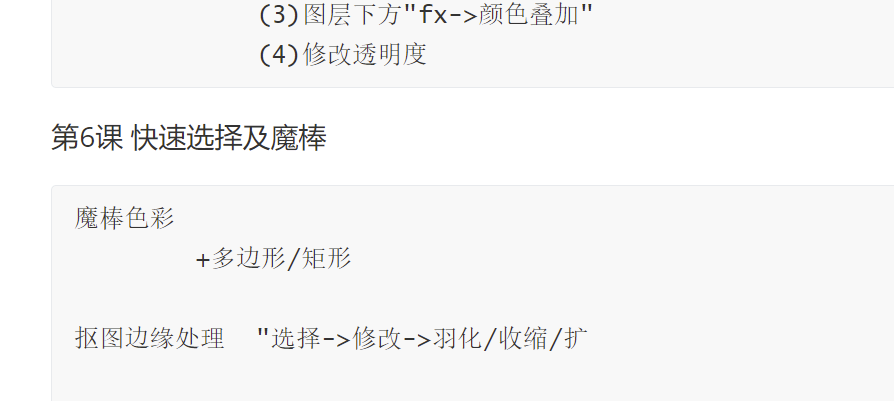 (3)图层下方"fx->颜色叠加"
(4)修改透明度
第6课 快速选择及魔棒
魔棒色彩
+多边形/矩形
抠图边缘处理 "选择->修改->羽化/收缩/扩